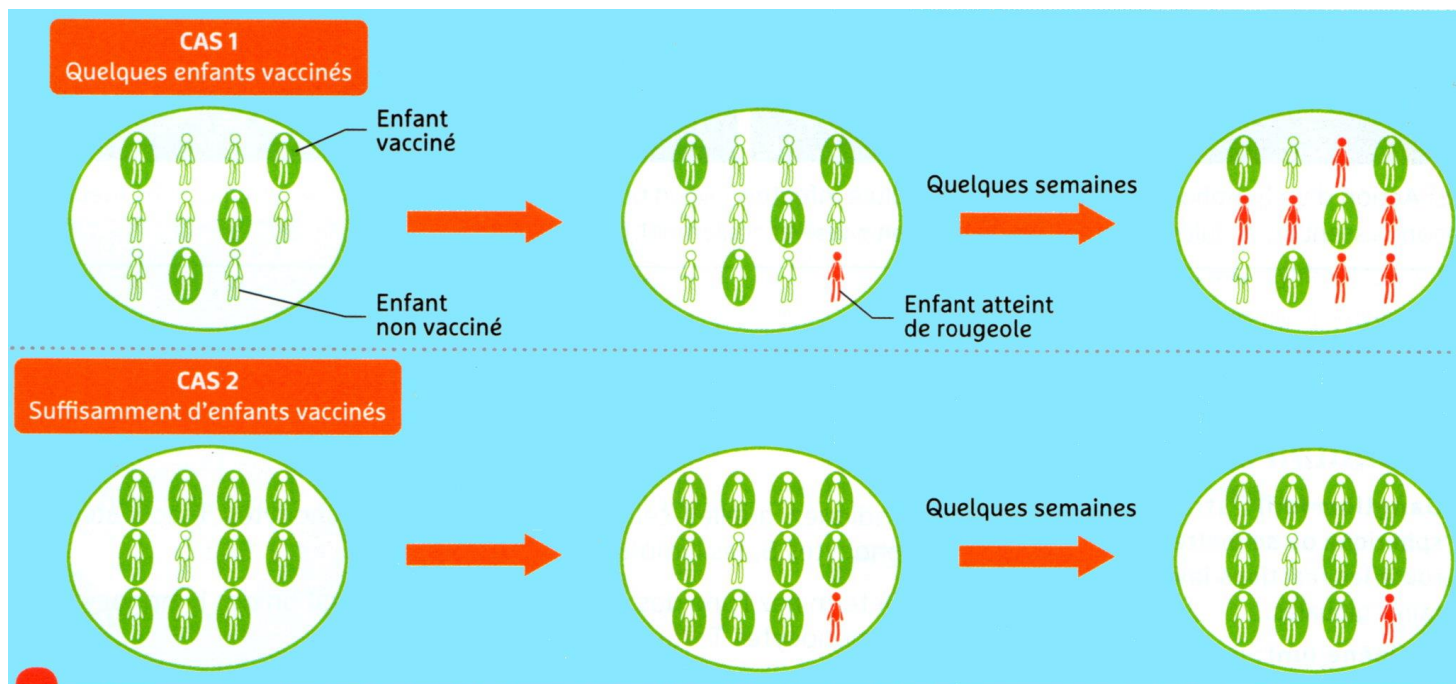 CAS 1
Quelques enfants vaccinés
Enfant
vacciné
Enfant
non vacciné
Quelques semaines
Enfant atteint
de rougeole
CAS 2
Suffisamment d'enfants vaccinés
Quelques semaines